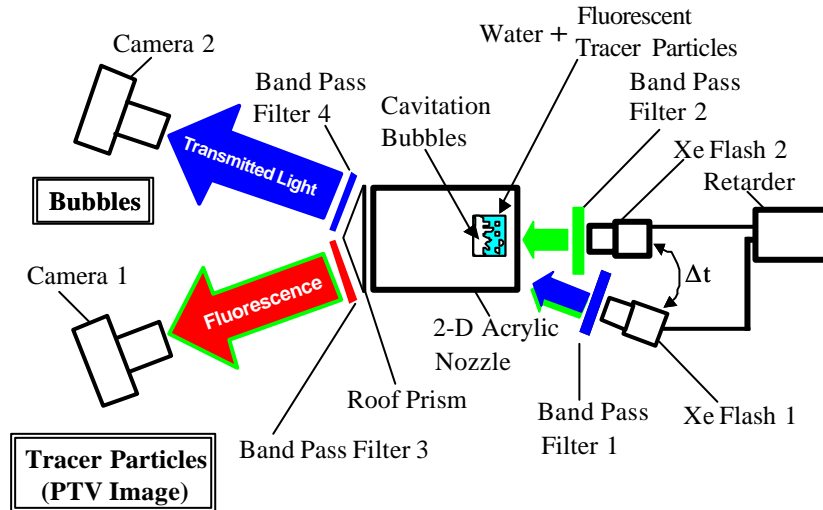 Camera 2
Band Pass
Filter 4
Transmitted Light
Bubbles
Water + Fluorescent
Tracer Particles
Cavitation
Bubbles
Band Pass
Filter 2
Xe Flash 2
Retarder
Δt
Camera 1
Fluorescence
2-D Acrylic
Nozzle
Roof Prism
Band Pass Filter 3
Band Pass
Filter 1
Xe Flash 1
Tracer Particles
(PTV Image)